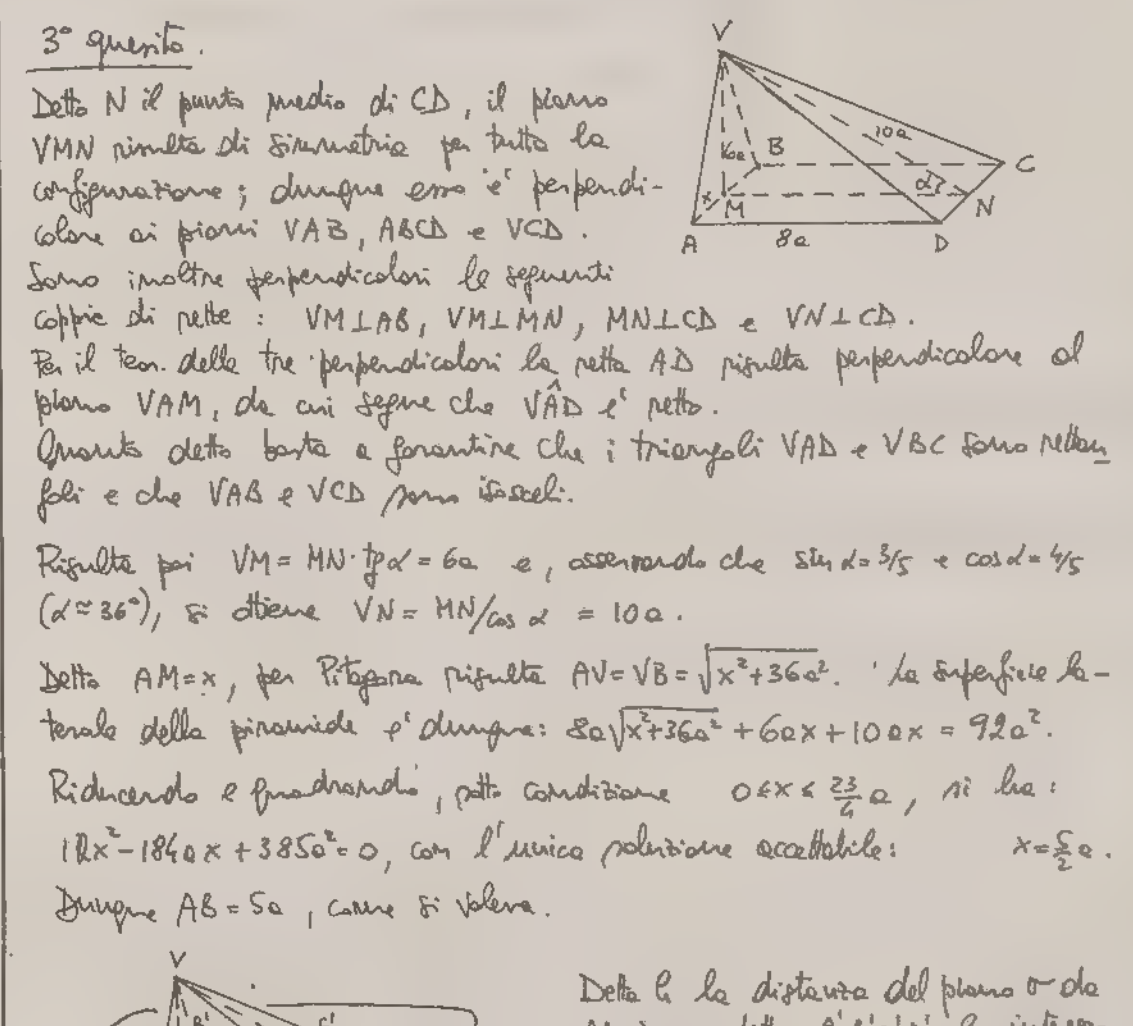 3° quesito.
Detto N il punto medio di CD, il piano
VMN risulta di simmetria per tutta la
configurazione; dunque esso e' perpendi-
colare ai piani VAB, ABCD e VCD.
Sono inoltre perpendicolari le seguenti
coppie di rette : VM⊥AB, VM⊥MN, MN⊥CD e VN⊥CD.
Per il teor. delle tre perpendicolari la retta AD risulta perpendicolare al
piano VAM, da cui segue che VÂD e' retto.
Quanto detto basta a garantire che i triangoli VAD e VBC sono rettan
goli e che VAB e VCD sono isosceli.
Risulta poi VM = MN·tgα = 6a e, osservando che sin α = 3/5 e cos α = 4/5
(α ≈ 36°), si ottiene VN = MN/cos α = 10a.
Detto AM=x, per Pitagora risulta AV=VB=√x²+36a². La superficie la-
terale della piramide e' dunque: 8a√x²+36a² + 6ax + 10ax = 92a².
Riducendo e quadrando, sotto condizione 0≤x≤ 23/4 a, si ha:
12x²-184ax+385a²=0, con l'unica soluzione accettabile: x=5/2 a.
Dunque AB = 5a, come si voleva.
V
10a
6a
B
C
α
x
M
N
A
8a
D
V
B'
C'
Detta h la distanza del piano σ da